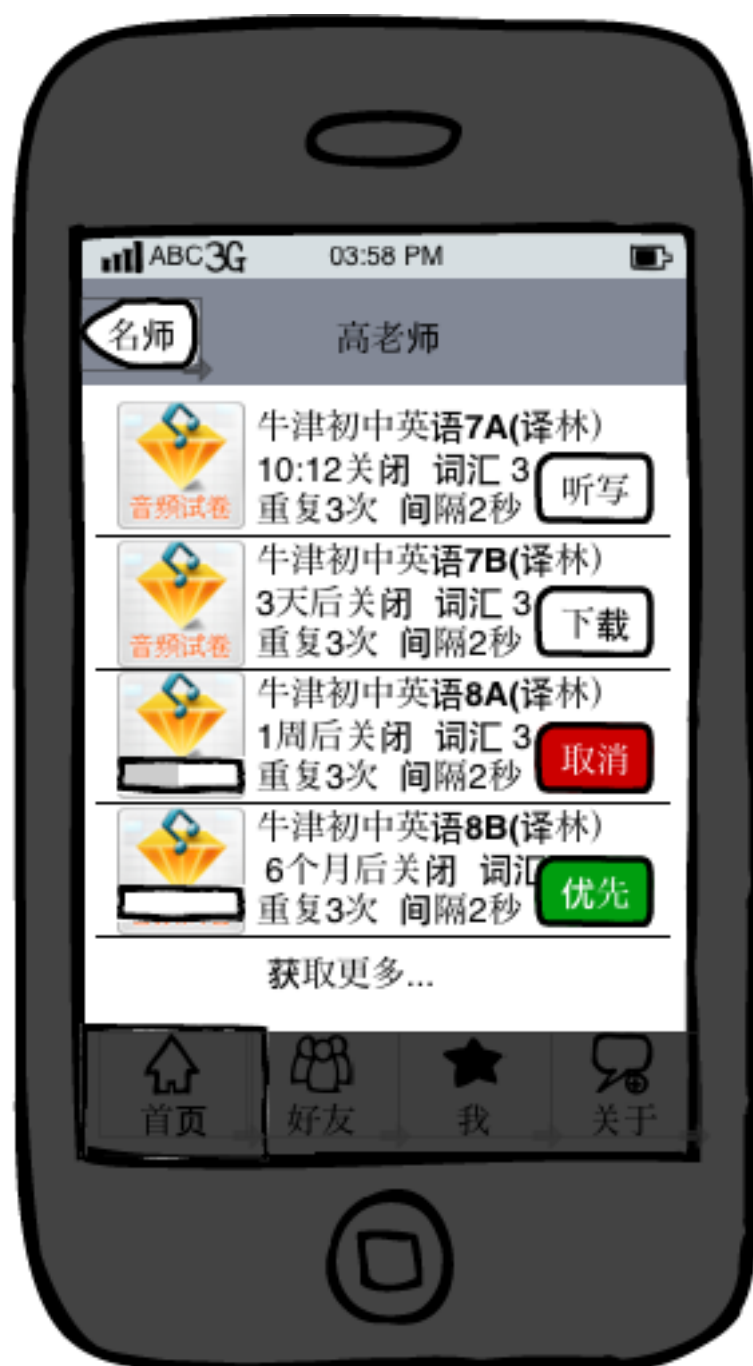 ABC 3G 03:58 PM
名师 高老师
牛津初中英语7A(译林)
10:12关闭 词汇 3
听写
重复3次 间隔2秒
音频试卷
牛津初中英语7B(译林)
3天后关闭 词汇 3
下载
重复3次 间隔2秒
音频试卷
牛津初中英语8A(译林)
1周后关闭 词汇 3
取消
重复3次 间隔2秒
牛津初中英语8B(译林)
6个月后关闭 词汇
优先
重复3次 间隔2秒
获取更多...
首页 好友 我 关于